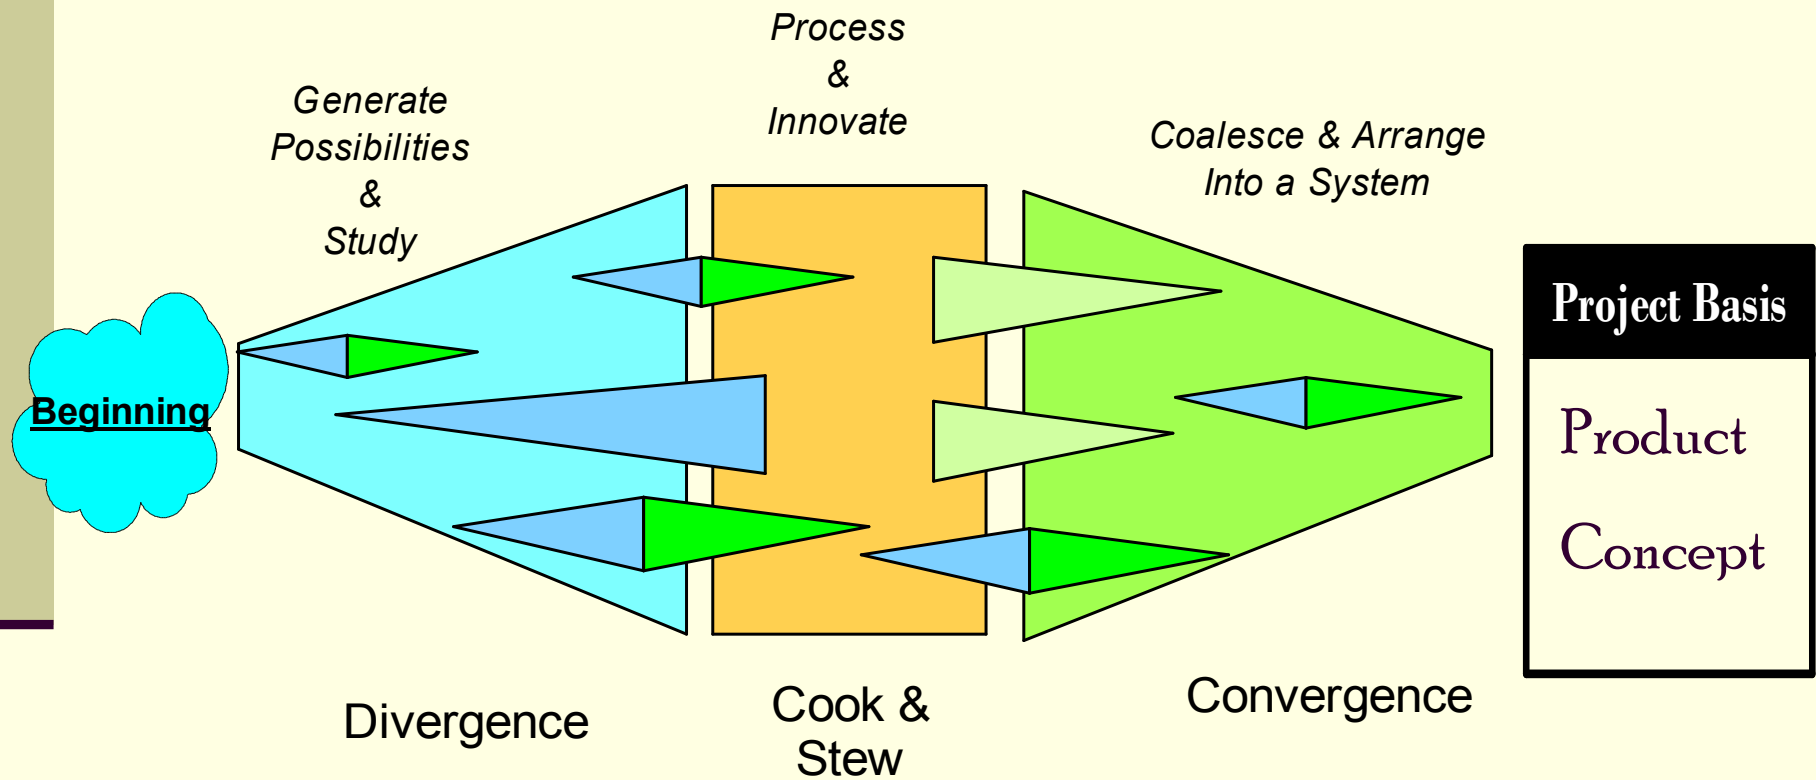 Process
&
Innovate
Generate
Possibilities
&
Study
Coalesce & Arrange
Into a System
Beginning
Project Basis
Product
Concept
Divergence
Cook &
Stew
Convergence